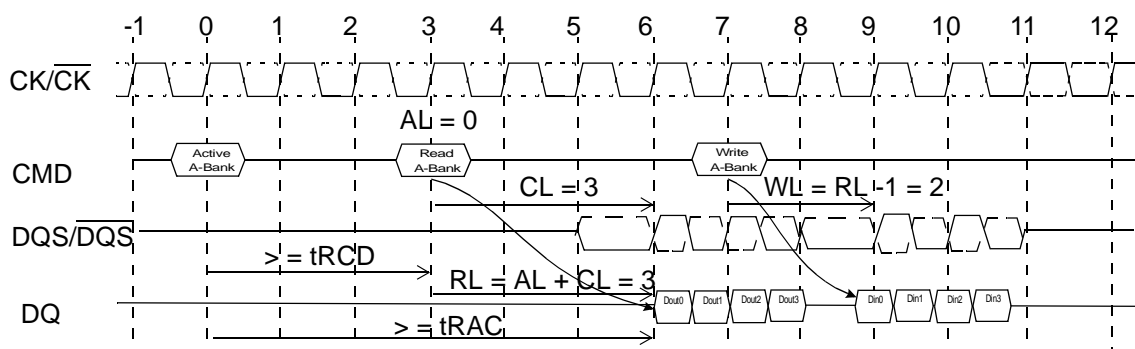 -1 0 1 2 3 4 5 6 7 8 9 10 11 12
CK/CK
AL = 0
Active
A-Bank
Read
A-Bank
Write
A-Bank
CMD
CL = 3
WL = RL -1 = 2
DQS/DQS
> = tRCD
RL = AL + CL = 3
DQ
Dout0 Dout1 Dout2 Dout3 Din0 Din1 Din2 Din3
> = tRAC